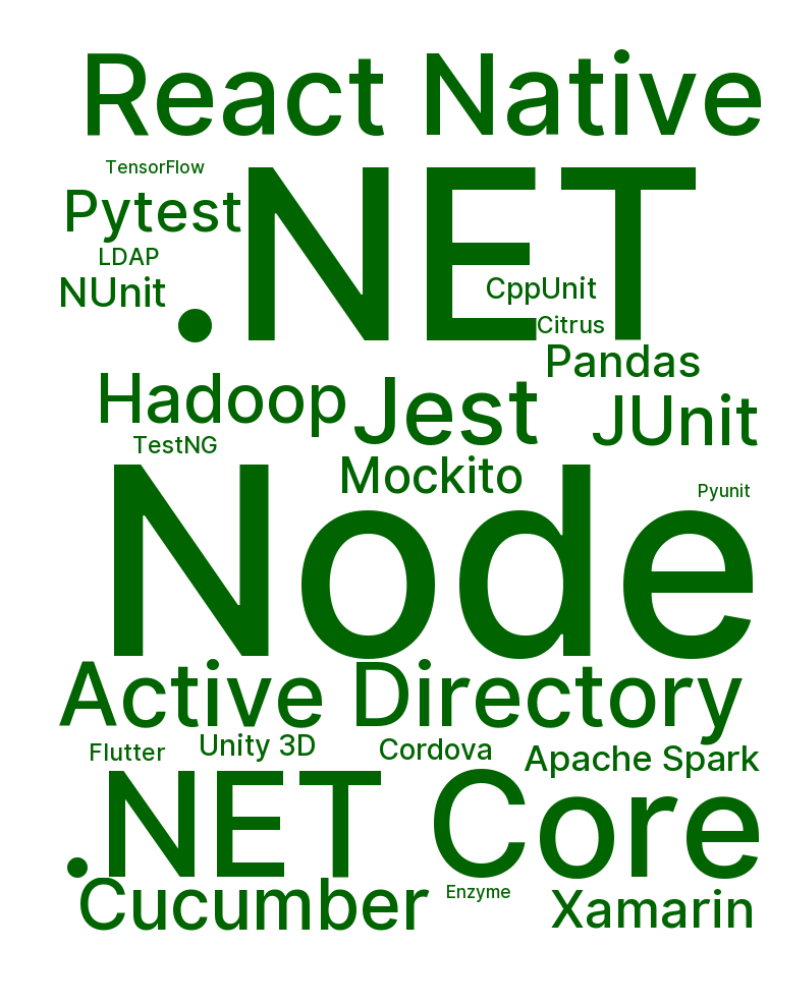 React Native
TensorFlow
.NET
Pytest
LDAP
NUnit
CppUnit
Citrus
Pandas
Hadoop
Jest
JUnit
TestNG
Mockito
Pyunit
Node
Active Directory
Flutter
Unity 3D
Cordova
Apache Spark
.NET Core
Cucumber
Enzyme
Xamarin